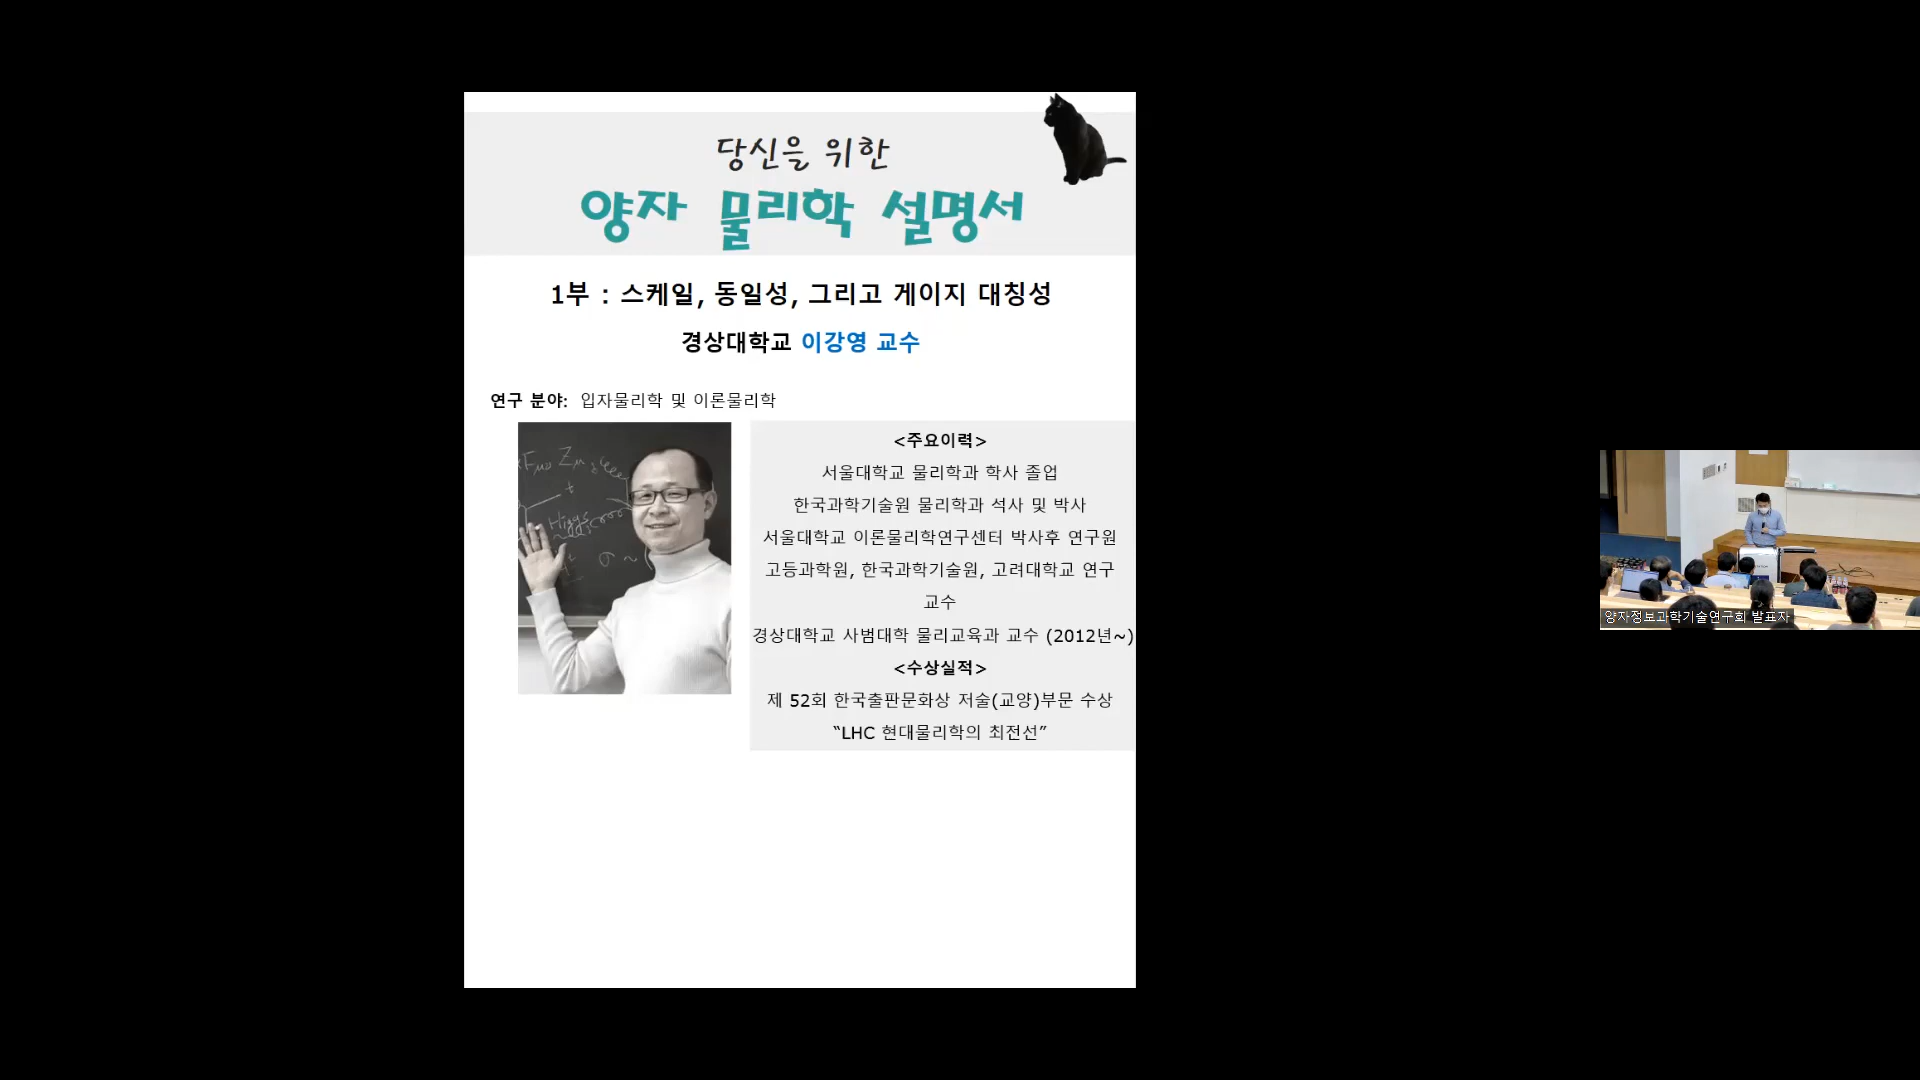 당신을 위한
양자 물리학 설명서
1부 : 스케일, 동일성, 그리고 게이지 대칭성
경상대학교 이강영 교수
연구 분야: 입자물리학 및 이론물리학
Higgs
<주요이력>
서울대학교 물리학과 학사 졸업
한국과학기술원 물리학과 석사 및 박사
서울대학교 이론물리학연구센터 박사후 연구원
고등과학원, 한국과학기술원, 고려대학교 연구
교수
경상대학교 사범대학 물리교육과 교수 (2012년~)
<수상실적>
제 52회 한국출판문화상 저술(교양)부문 수상
“LHC 현대물리학의 최전선”
양자정보과학기술연구회 발표자